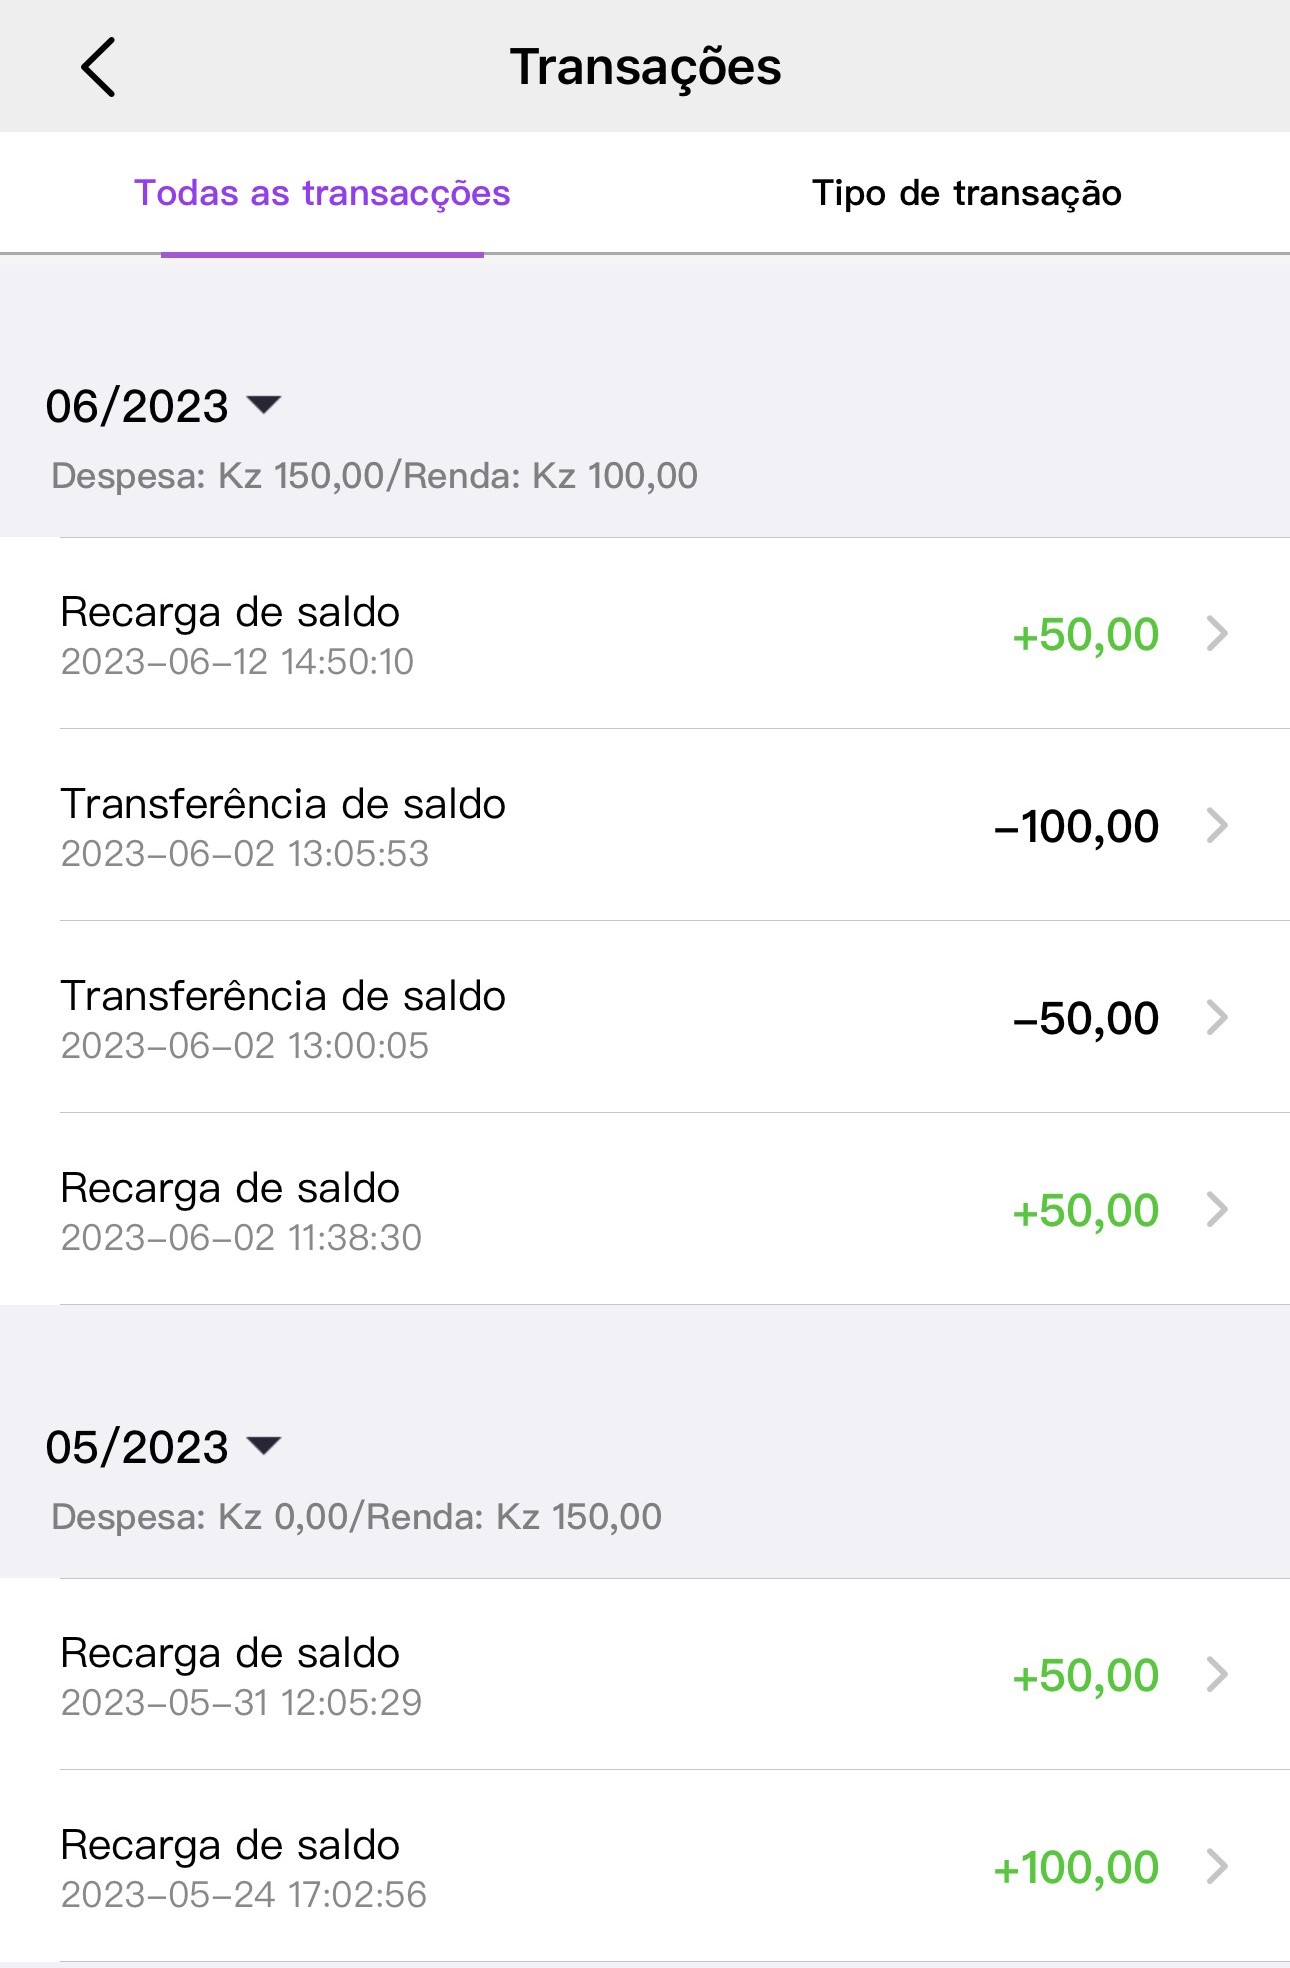 Transações
Todas as transacções
Tipo de transação
06/2023
Despesa: Kz 150,00/Renda: Kz 100,00
Recarga de saldo
+50,00
2023-06-12 14:50:10
Transferência de saldo
-100,00
2023-06-02 13:05:53
Transferência de saldo
-50,00
2023-06-02 13:00:05
Recarga de saldo
+50,00
2023-06-02 11:38:30
05/2023
Despesa: Kz 0,00/Renda: Kz 150,00
Recarga de saldo
+50,00
2023-05-31 12:05:29
Recarga de saldo
+100,00
2023-05-24 17:02:56